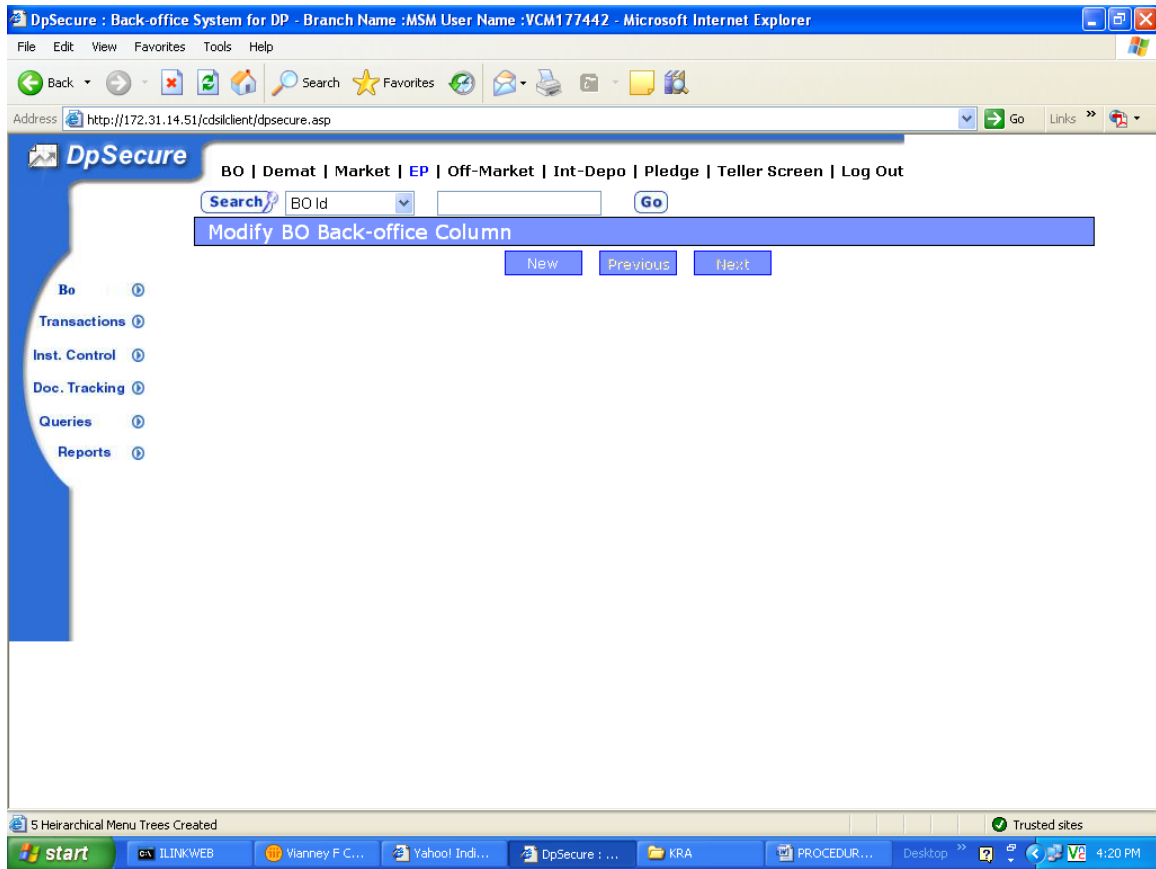 DpSecure : Back-office System for DP - Branch Name :MSM User Name :VCM177442 - Microsoft Internet Explorer
File Edit View Favorites Tools Help
Back Search Favorites
Address http://172.31.14.51/cdsilclient/dpsecure.asp Go Links »
DpSecure
BO | Demat | Market | EP | Off-Market | Int-Depo | Pledge | Teller Screen | Log Out
Search BO Id Go
Modify BO Back-office Column
New Previous Next
Bo
Transactions
Inst. Control
Doc. Tracking
Queries
Reports
5 Heirarchical Menu Trees Created Trusted sites
start ILINKWEB Vianney F C... Yahoo! Indi... DpSecure : ... KRA PROCEDUR... Desktop » 4:20 PM